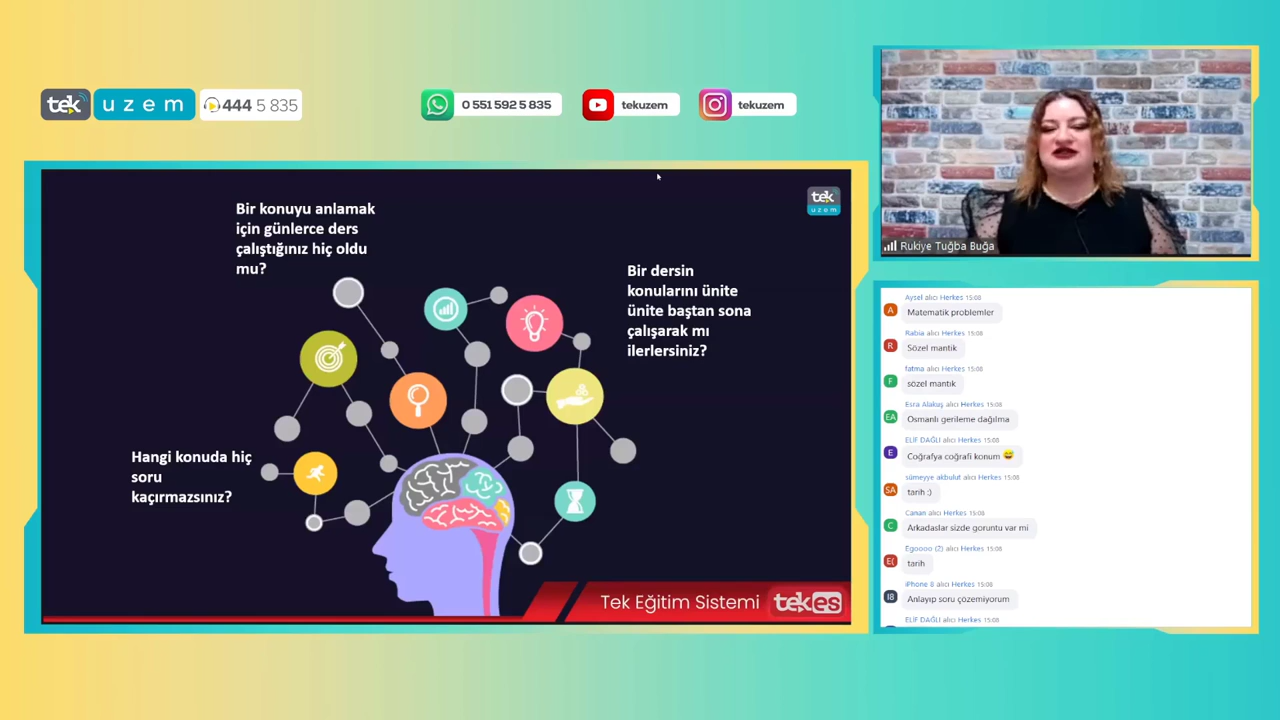 tek uzem 444 5 835
0 551 592 5 835
tekuzem
tekuzem
tek
uzem
Bir konuyu anlamak
için günlerce ders
çalıştığınız hiç oldu
mu?
Bir dersin
konularını ünite
ünite baştan sona
çalışarak mı
ilerlersiniz?
Hangi konuda hiç
soru
kaçırmazsınız?
Tek Eğitim Sistemi tekes
Rukiye Tuğba Buğa
Aysel alıcı Herkes 15:08
A
Matematik problemler
Rabia alıcı Herkes 15:08
R
Sözel mantik
fatma alıcı Herkes 15:08
F
sözel mantık
Esra Alakuş alıcı Herkes 15:08
EA
Osmanlı gerileme dağılma
ELİF DAĞLI alıcı Herkes 15:08
E
Coğrafya coğrafi konum 😅
sümeyye akbulut alıcı Herkes 15:08
SA
tarih :)
Canan alıcı Herkes 15:08
C
Arkadaslar sizde goruntu var mi
Egoooo (2) alıcı Herkes 15:08
E(
tarih
iPhone 8 alıcı Herkes 15:08
I8
Anlayıp soru çözemiyorum
ELİF DAĞLI alıcı Herkes 15:08